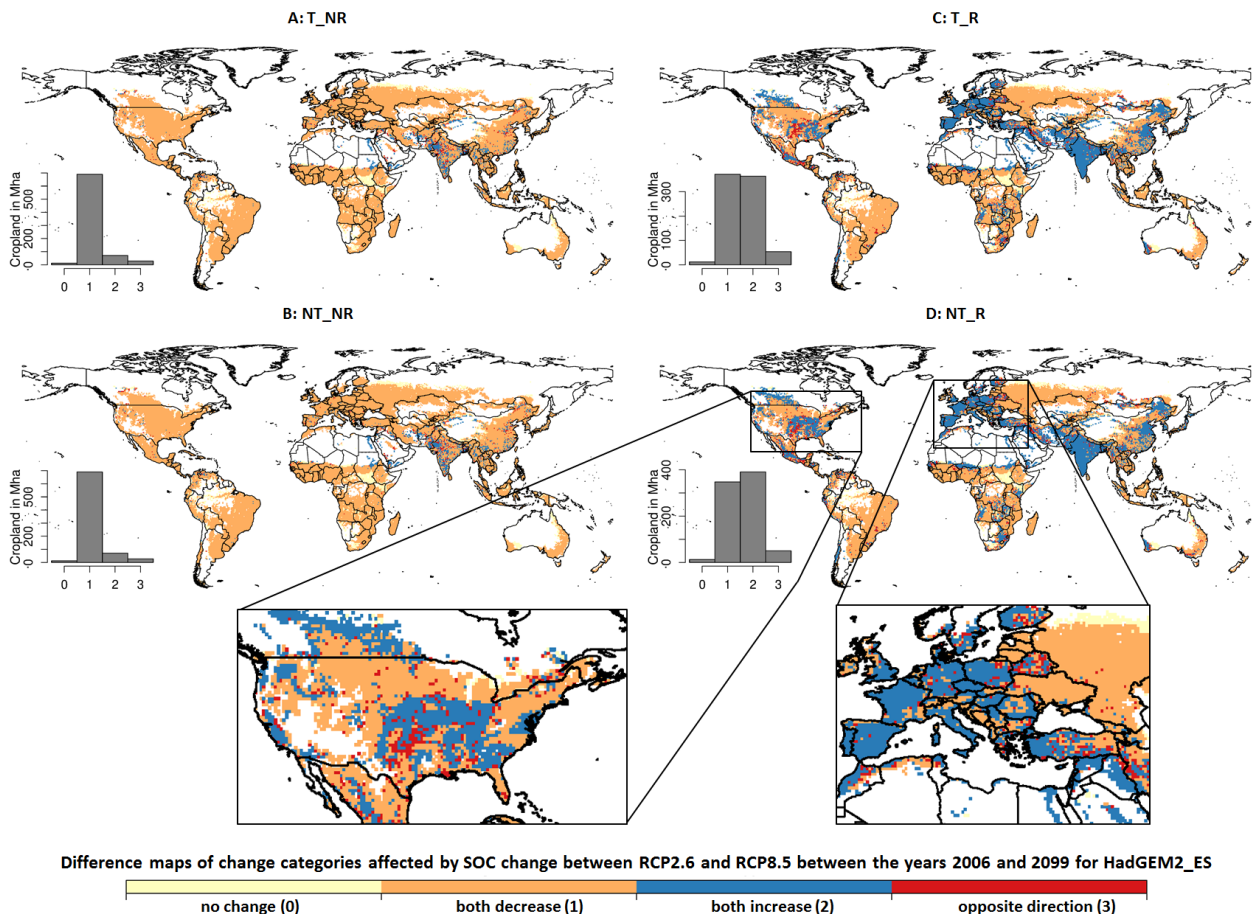 A: T_NR
C: T_R
Cropland in Mha
0
200
500
0 1 2 3
Cropland in Mha
0
100
300
0 1 2 3
B: NT_NR
D: NT_R
Cropland in Mha
0
200
500
0 1 2 3
Cropland in Mha
0
200
400
0 1 2 3
Difference maps of change categories affected by SOC change between RCP2.6 and RCP8.5 between the years 2006 and 2099 for HadGEM2_ES
no change (0) both decrease (1) both increase (2) opposite direction (3)